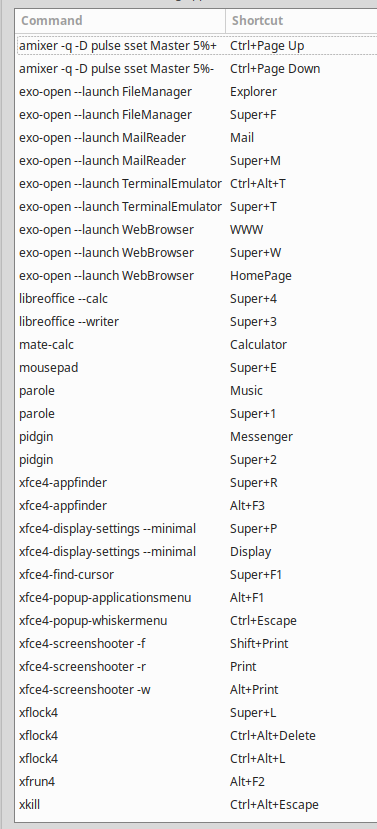 Command Shortcut
amixer -q -D pulse sset Master 5%+ Ctrl+Page Up
amixer -q -D pulse sset Master 5%- Ctrl+Page Down
exo-open --launch FileManager Explorer
exo-open --launch FileManager Super+F
exo-open --launch MailReader Mail
exo-open --launch MailReader Super+M
exo-open --launch TerminalEmulator Ctrl+Alt+T
exo-open --launch TerminalEmulator Super+T
exo-open --launch WebBrowser WWW
exo-open --launch WebBrowser Super+W
exo-open --launch WebBrowser HomePage
libreoffice --calc Super+4
libreoffice --writer Super+3
mate-calc Calculator
mousepad Super+E
parole Music
parole Super+1
pidgin Messenger
pidgin Super+2
xfce4-appfinder Super+R
xfce4-appfinder Alt+F3
xfce4-display-settings --minimal Super+P
xfce4-display-settings --minimal Display
xfce4-find-cursor Super+F1
xfce4-popup-applicationsmenu Alt+F1
xfce4-popup-whiskermenu Ctrl+Escape
xfce4-screenshooter -f Shift+Print
xfce4-screenshooter -r Print
xfce4-screenshooter -w Alt+Print
xflock4 Super+L
xflock4 Ctrl+Alt+Delete
xflock4 Ctrl+Alt+L
xfrun4 Alt+F2
xkill Ctrl+Alt+Escape